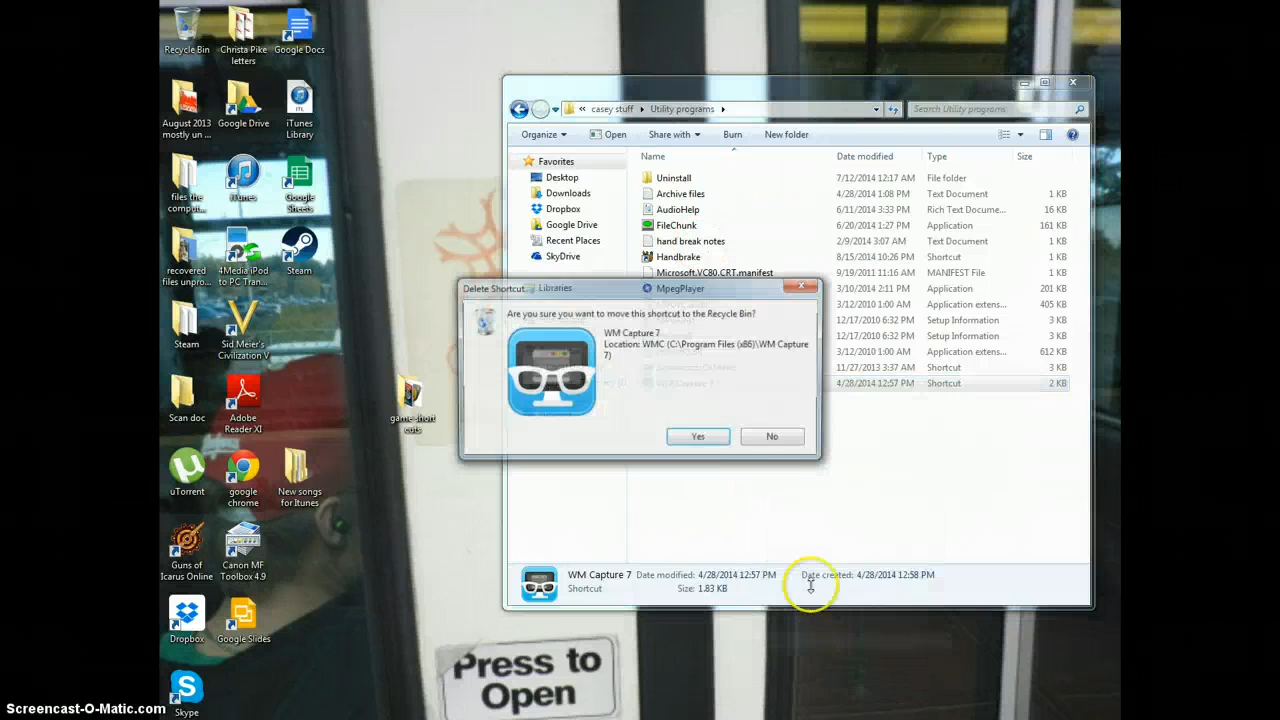 Recycle Bin
Christa Pike
letters
Google Docs
August 2013
mostly un ...
Google Drive
iTunes
Library
files the
comput...
iTunes
Google
Sheets
recovered
files unpro...
4Media iPod
to PC Tran...
Steam
Steam
Sid Meier's
Civilization V
Scan doc
Adobe
Reader XI
game short
cuts
uTorrent
google
chrome
New songs
for Itunes
Guns of
Icarus Online
Canon MF
Toolbox 4.9
Dropbox
Google Slides
Skype
« casey stuff Utility programs
Search Utility programs
Organize Open Share with Burn New folder
Favorites
Desktop
Downloads
Dropbox
Google Drive
Recent Places
SkyDrive
Libraries
Name Date modified Type Size
Uninstall 7/12/2014 12:17 AM File folder
Archive files 4/28/2014 1:08 PM Text Document 1 KB
AudioHelp 6/11/2014 3:33 PM Rich Text Docume... 16 KB
FileChunk 6/20/2014 1:27 PM Application 161 KB
hand break notes 2/9/2014 3:07 AM Text Document 1 KB
Handbrake 8/15/2014 10:26 PM Shortcut 3 KB
Microsoft.VC80.CRT.manifest 9/19/2011 11:16 AM MANIFEST File 1 KB
MpegPlayer 3/10/2014 2:11 PM Application 201 KB
3/12/2010 1:00 AM Application extens... 405 KB
12/17/2010 6:32 PM Setup Information 3 KB
12/17/2010 6:32 PM Setup Information 3 KB
3/12/2010 1:00 AM Application extens... 612 KB
11/27/2013 3:37 AM Shortcut 3 KB
4/28/2014 12:57 PM Shortcut 2 KB
Delete Shortcut
Are you sure you want to move this shortcut to the Recycle Bin?
WM Capture 7
Location: WMC (C:\Program Files (x86)\WM Capture
7)
Yes No
WM Capture 7 Date modified: 4/28/2014 12:57 PM Date created: 4/28/2014 12:58 PM
Shortcut Size: 1.83 KB
Press to
Open
Screencast-O-Matic.com